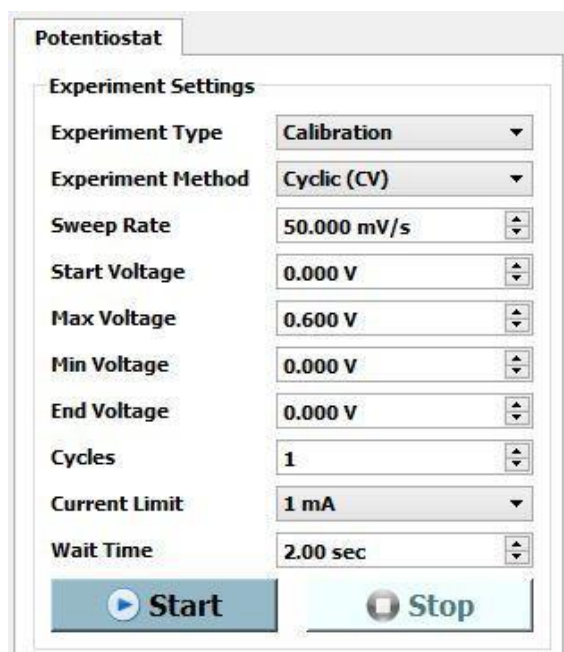 Potentiostat
Experiment Settings
Experiment Type Calibration
Experiment Method Cyclic (CV)
Sweep Rate 50.000 mV/s
Start Voltage 0.000 V
Max Voltage 0.600 V
Min Voltage 0.000 V
End Voltage 0.000 V
Cycles 1
Current Limit 1 mA
Wait Time 2.00 sec
Start Stop